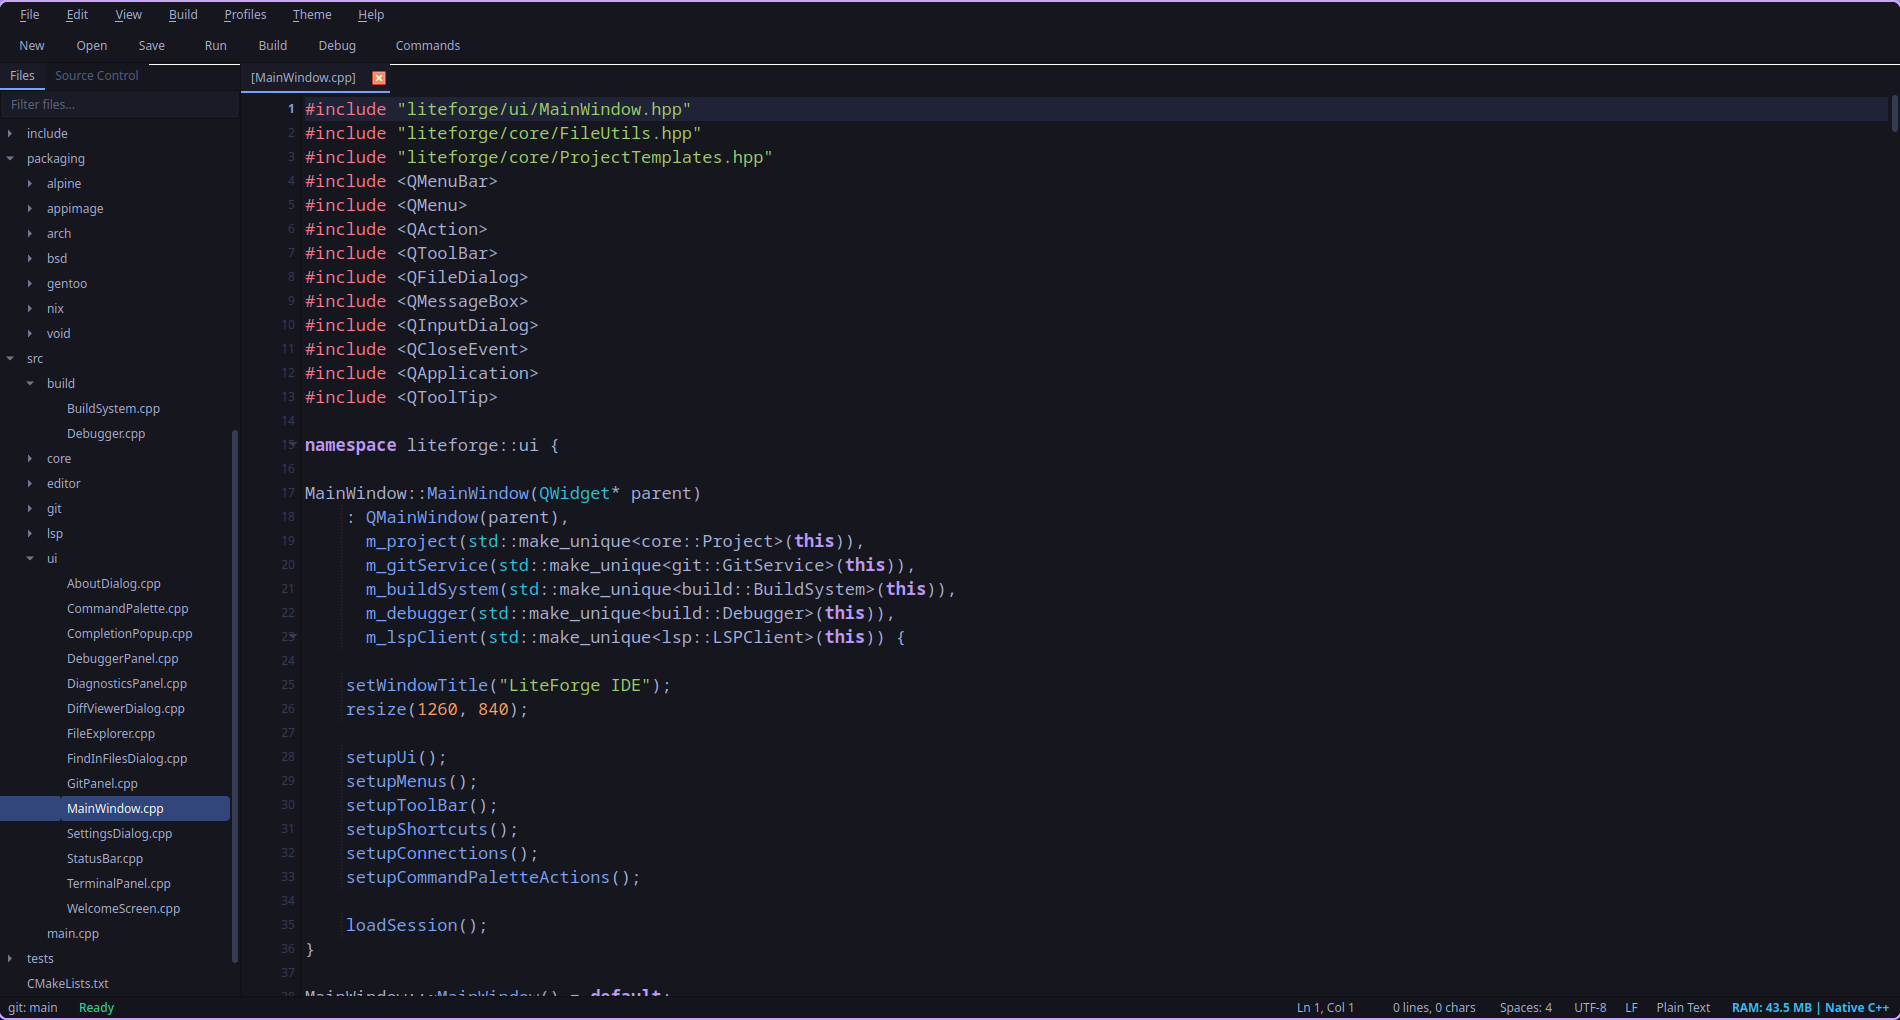 File Edit View Build Profiles Theme Help
New Open Save Run Build Debug Commands
Files Source Control
Filter files...
include
packaging
alpine
appimage
arch
bsd
gentoo
nix
void
src
build
BuildSystem.cpp
Debugger.cpp
core
editor
git
lsp
ui
AboutDialog.cpp
CommandPalette.cpp
CompletionPopup.cpp
DebuggerPanel.cpp
DiagnosticsPanel.cpp
DiffViewerDialog.cpp
FileExplorer.cpp
FindInFilesDialog.cpp
GitPanel.cpp
MainWindow.cpp
SettingsDialog.cpp
StatusBar.cpp
TerminalPanel.cpp
WelcomeScreen.cpp
main.cpp
tests
CMakeLists.txt
[MainWindow.cpp]
1 #include "liteforge/ui/MainWindow.hpp"
2 #include "liteforge/core/FileUtils.hpp"
3 #include "liteforge/core/ProjectTemplates.hpp"
4 #include <QMenuBar>
5 #include <QMenu>
6 #include <QAction>
7 #include <QToolBar>
8 #include <QFileDialog>
9 #include <QMessageBox>
10 #include <QInputDialog>
11 #include <QCloseEvent>
12 #include <QApplication>
13 #include <QToolTip>
14
15 namespace liteforge::ui {
16
17 MainWindow::MainWindow(QWidget* parent)
18 : QMainWindow(parent),
19 m_project(std::make_unique<core::Project>(this)),
20 m_gitService(std::make_unique<git::GitService>(this)),
21 m_buildSystem(std::make_unique<build::BuildSystem>(this)),
22 m_debugger(std::make_unique<build::Debugger>(this)),
23 m_lspClient(std::make_unique<lsp::LSPClient>(this)) {
24
25 setWindowTitle("LiteForge IDE");
26 resize(1260, 840);
27
28 setupUi();
29 setupMenus();
30 setupToolBar();
31 setupShortcuts();
32 setupConnections();
33 setupCommandPaletteActions();
34
35 loadSession();
36 }
37
38 MainWindow::~MainWindow() = default;
git: main Ready Ln 1, Col 1 0 lines, 0 chars Spaces: 4 UTF-8 LF Plain Text RAM: 43.5 MB | Native C++